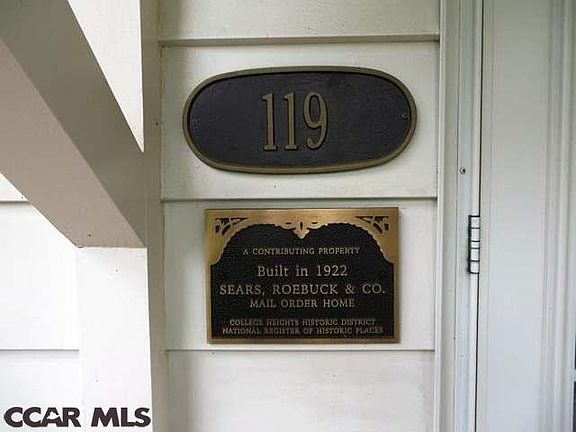 119
A CONTRIBUTING PROPERTY
Built in 1922
SEARS, ROEBUCK & CO.
MAIL ORDER HOME
COLLEGE HEIGHTS HISTORIC DISTRICT
NATIONAL REGISTER OF HISTORIC PLACES
CCAR MLS